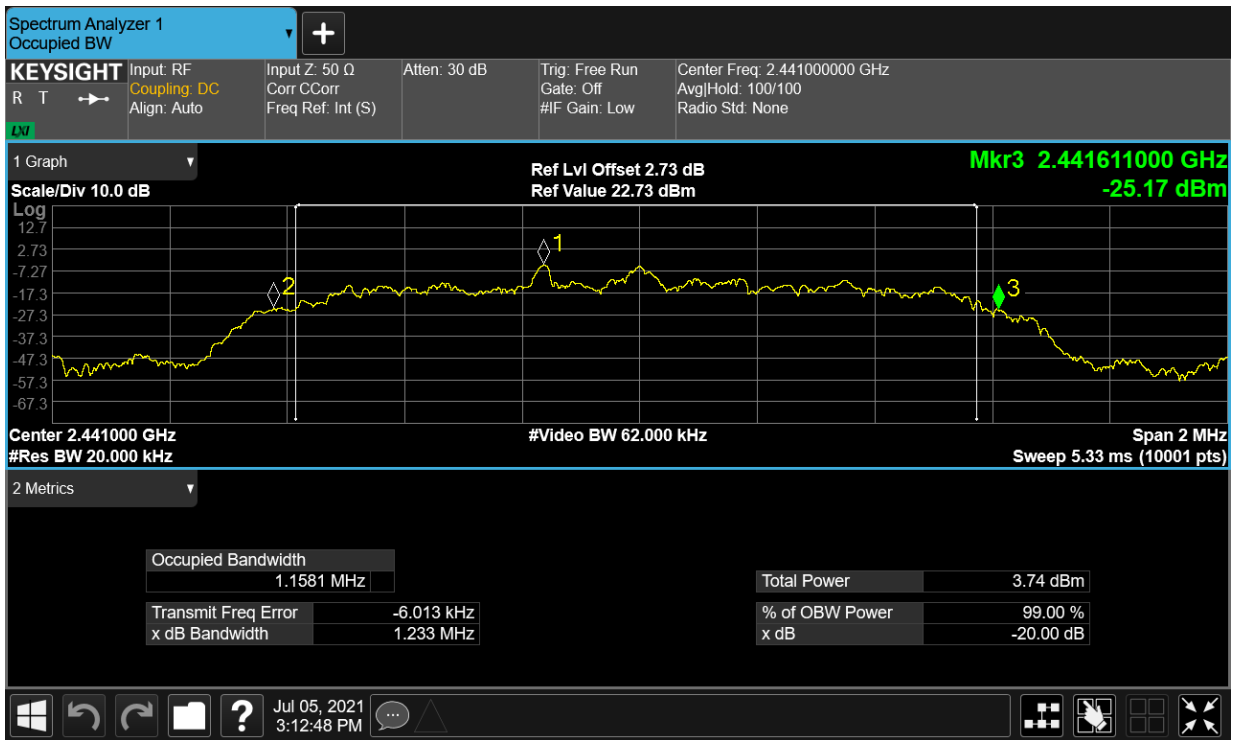 Spectrum Analyzer 1
Occupied BW
KEYSIGHT
R T
LXI
Input: RF
Coupling: DC
Align: Auto
Input Z: 50 Ω
Corr CCorr
Freq Ref: Int (S)
Atten: 30 dB
Trig: Free Run
Gate: Off
#IF Gain: Low
Center Freq: 2.441000000 GHz
Avg|Hold: 100/100
Radio Std: None
1 Graph
Scale/Div 10.0 dB
Ref Lvl Offset 2.73 dB
Ref Value 22.73 dBm
Mkr3 2.441611000 GHz
-25.17 dBm
Log
12.7
2.73
-7.27
-17.3
-27.3
-37.3
-47.3
-57.3
-67.3
1
2
3
Center 2.441000 GHz
#Res BW 20.000 kHz
#Video BW 62.000 kHz
Span 2 MHz
Sweep 5.33 ms (10001 pts)
2 Metrics
Occupied Bandwidth
1.1581 MHz
Transmit Freq Error -6.013 kHz
x dB Bandwidth 1.233 MHz
Total Power 3.74 dBm
% of OBW Power 99.00 %
x dB -20.00 dB
?
Jul 05, 2021
3:12:48 PM